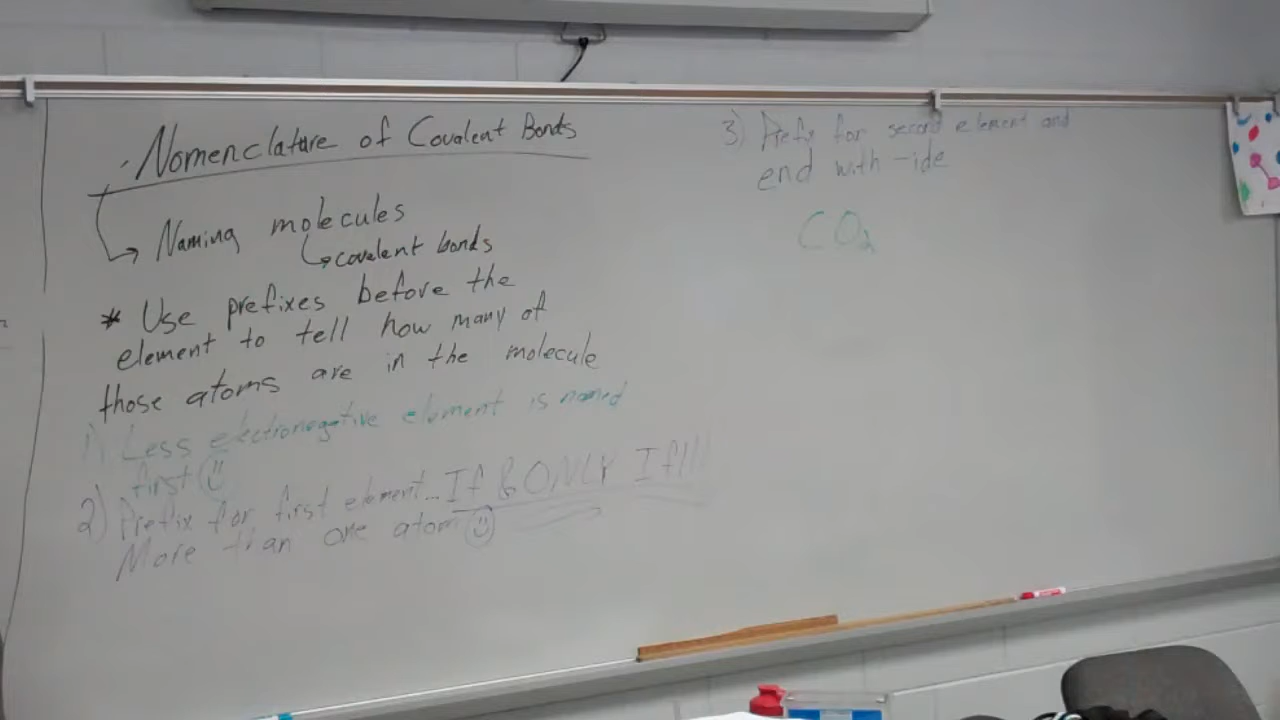 Nomenclature of Covalent Bonds
Naming molecules
covalent bonds
* Use prefixes before the
element to tell how many of
those atoms are in the molecule
1) Less electronegative element is named
first
2) Prefix for first element... If & ONLY If!!!
More than one atom
3) Prefix for second element and
end with -ide
CO₂